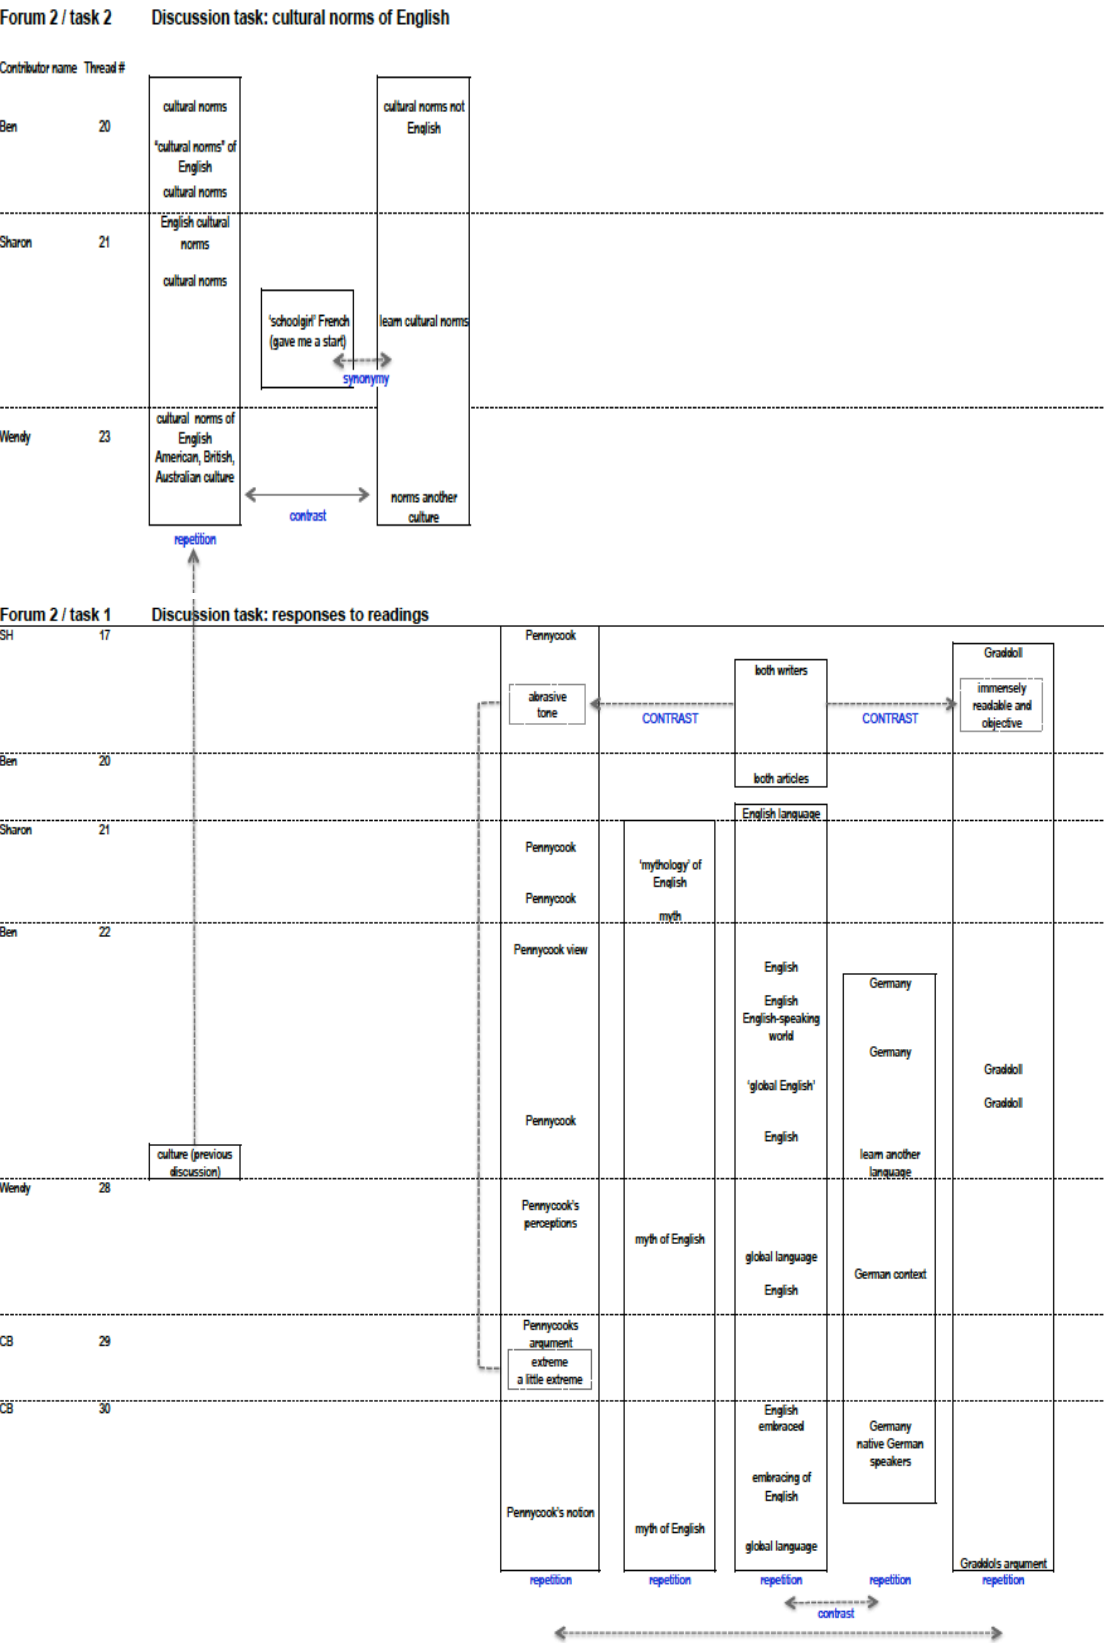 Forum 2 / task 2 Discussion task: cultural norms of English
Contributor name Thread #
cultural norms
cultural norms not
English
Ben 20
"cultural norms" of
English
cultural norms
English cultural
norms
Sharon 21
cultural norms
'schoolgirl' French
(gave me a start)
learn cultural norms
synonymy
cultural norms of
English
American, British,
Australian culture
Wendy 23
norms another
culture
contrast
repetition
Forum 2 / task 1 Discussion task: responses to readings
SH 17
Pennycook
both writers
Graddoll
abrasive
tone
immensely
readable and
objective
CONTRAST
CONTRAST
Ben 20
both articles
English language
Sharon 21
Pennycook
'mythology' of
English
Pennycook
myth
Ben 22
Pennycook view
English
Germany
English
English-speaking
world
Germany
Graddoll
'global English'
Graddoll
Pennycook
English
culture (previous
discussion)
learn another
language
Wendy 28
Pennycook's
perceptions
myth of English
global language
German context
English
CB 29
Pennycooks
argument
extreme
a little extreme
CB 30
English
embraced
Germany
native German
speakers
embracing of
English
Pennycook's notion
myth of English
global language
Graddols argument
repetition
repetition
repetition
repetition
repetition
contrast